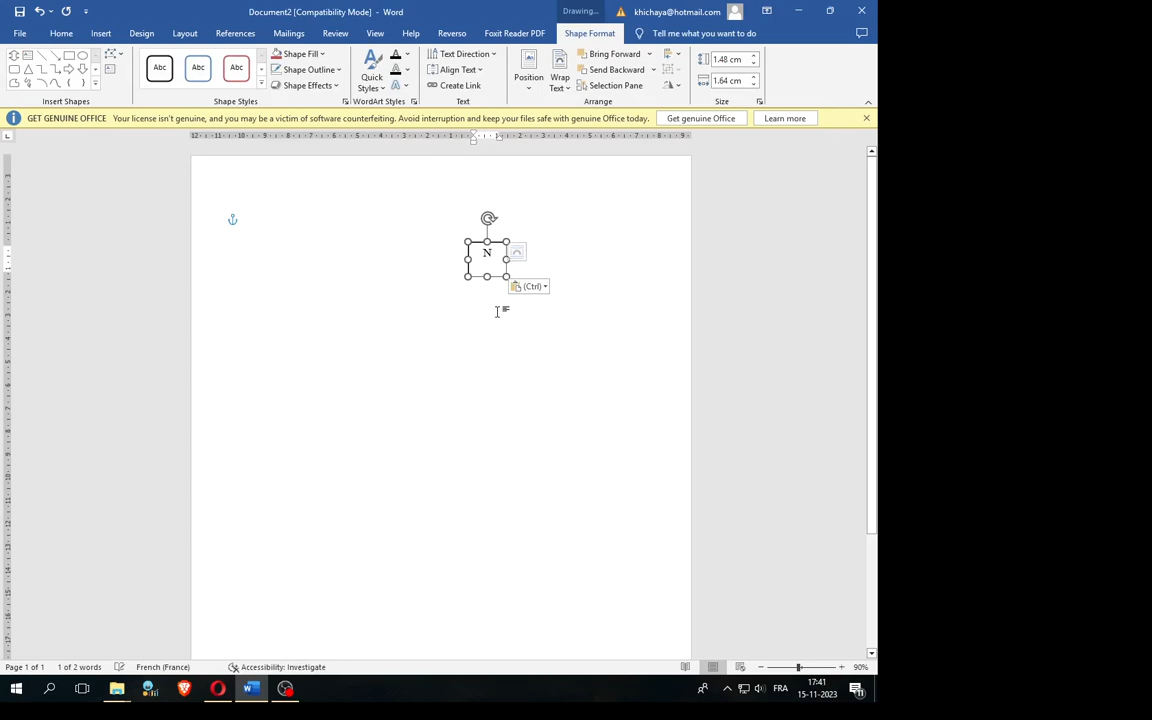 Document2 [Compatibility Mode] - Word
Drawing...
khichaya@hotmail.com
File Home Insert Design Layout References Mailings Review View Help Reverso Foxit Reader PDF Shape Format Tell me what you want to do
Abc Abc Abc
Shape Fill
Shape Outline
Shape Effects
Quick
Styles
Text Direction
Align Text
Create Link
Position
Wrap
Text
Bring Forward
Send Backward
Selection Pane
1.48 cm
1.64 cm
Insert Shapes Shape Styles WordArt Styles Text Arrange Size
GET GENUINE OFFICE Your license isn't genuine, and you may be a victim of software counterfeiting. Avoid interruption and keep your files safe with genuine Office today. Get genuine Office Learn more
N
(Ctrl)
Page 1 of 1 1 of 2 words French (France) Accessibility: Investigate 90%
FRA
17:41
15-11-2023